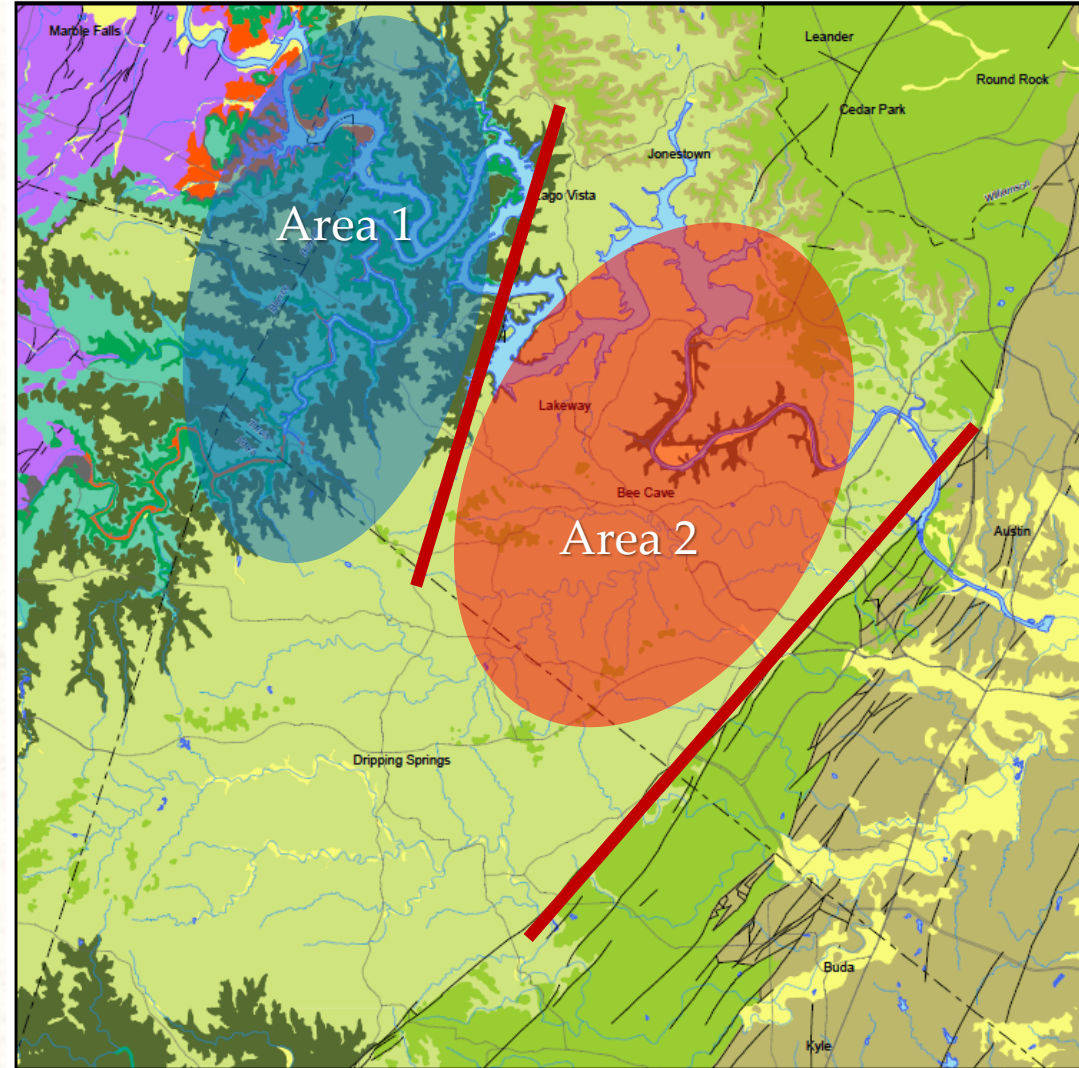 Marble Falls
Leander
Round Rock
Cedar Park
Jonestown
Lago Vista
Williamson
Area 1
Lakeway
Bee Cave
Area 2
Austin
Dripping Springs
Buda
Kyle